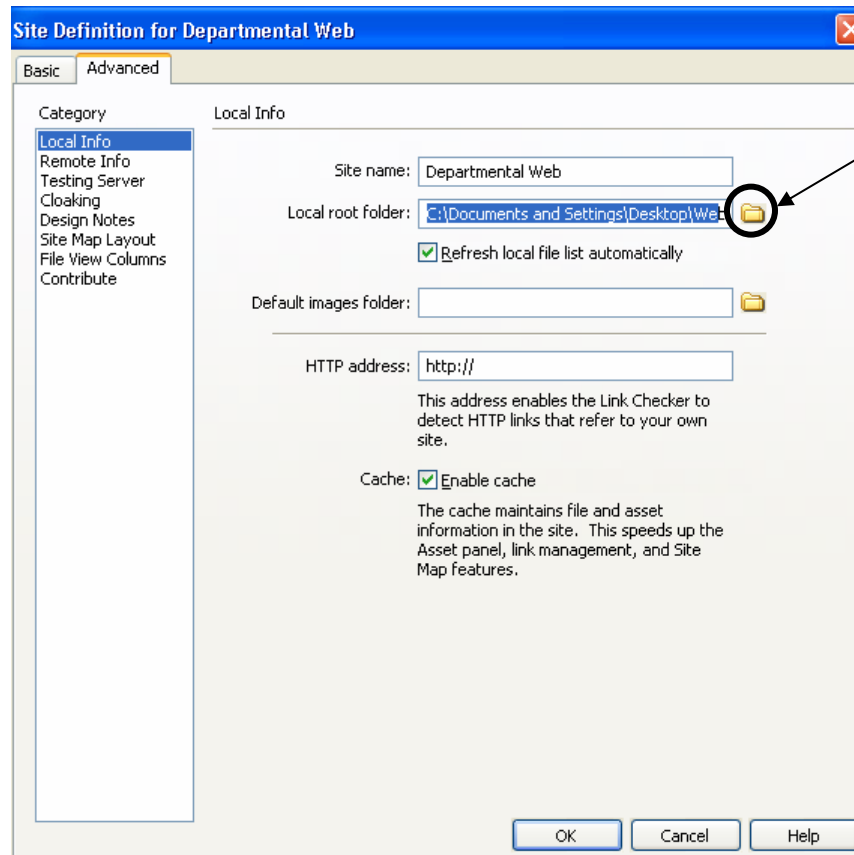 Site Definition for Departmental Web
Basic
Advanced
Category
Local Info
Remote Info
Testing Server
Cloaking
Design Notes
Site Map Layout
File View Columns
Contribute
Local Info
Site name: Departmental Web
Local root folder: C:\Documents and Settings\Desktop\Web
Refresh local file list automatically
Default images folder:
HTTP address: http://
This address enables the Link Checker to
detect HTTP links that refer to your own
site.
Cache: Enable cache
The cache maintains file and asset
information in the site. This speeds up the
Asset panel, link management, and Site
Map features.
OK
Cancel
Help